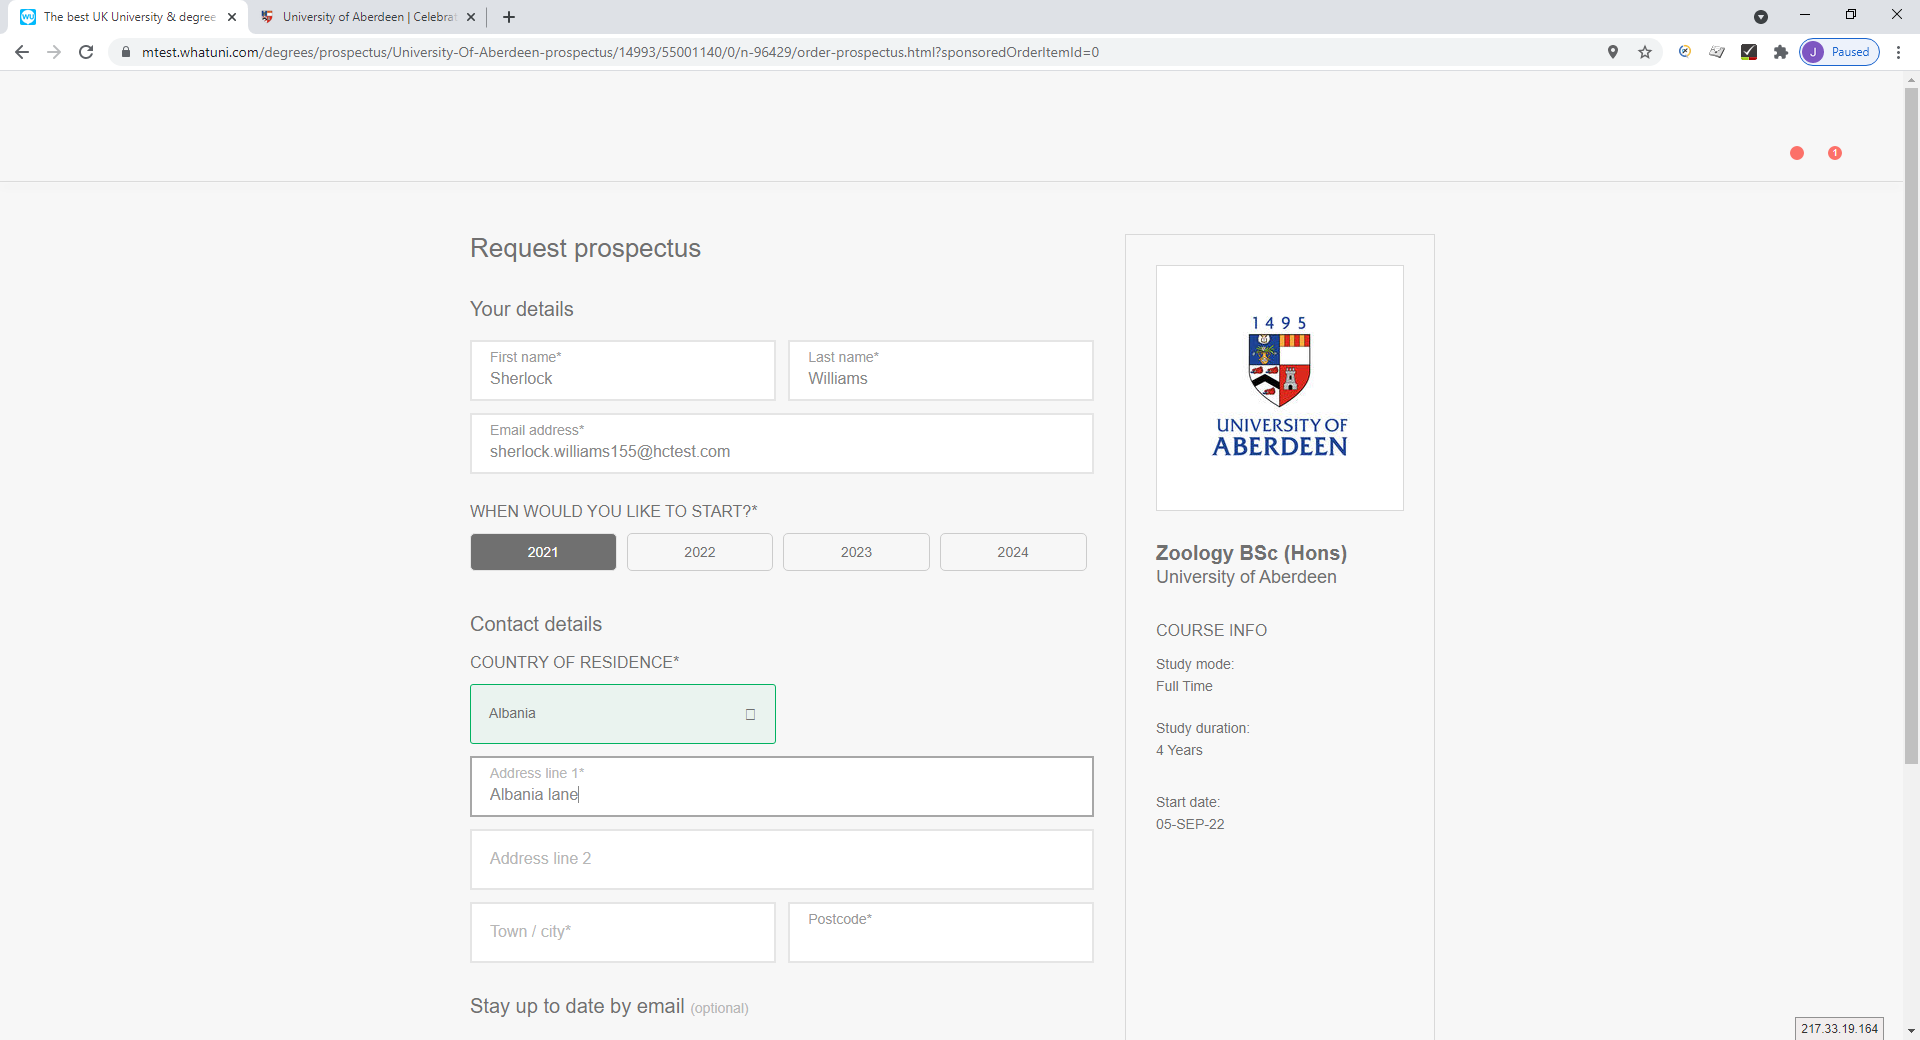 The best UK University & degree
University of Aberdeen | Celebrat
mtest.whatuni.com/degrees/prospectus/University-Of-Aberdeen-prospectus/14993/55001140/0/n-96429/order-prospectus.html?sponsoredOrderItemId=0
J Paused
1
Request prospectus
Your details
First name*
Sherlock
Last name*
Williams
Email address*
sherlock.williams155@hctest.com
WHEN WOULD YOU LIKE TO START?*
2021
2022
2023
2024
Contact details
COUNTRY OF RESIDENCE*
Albania
Address line 1*
Albania lane
Address line 2
Town / city*
Postcode*
Stay up to date by email (optional)
1495
UNIVERSITY OF
ABERDEEN
Zoology BSc (Hons)
University of Aberdeen
COURSE INFO
Study mode:
Full Time
Study duration:
4 Years
Start date:
05-SEP-22
217.33.19.164